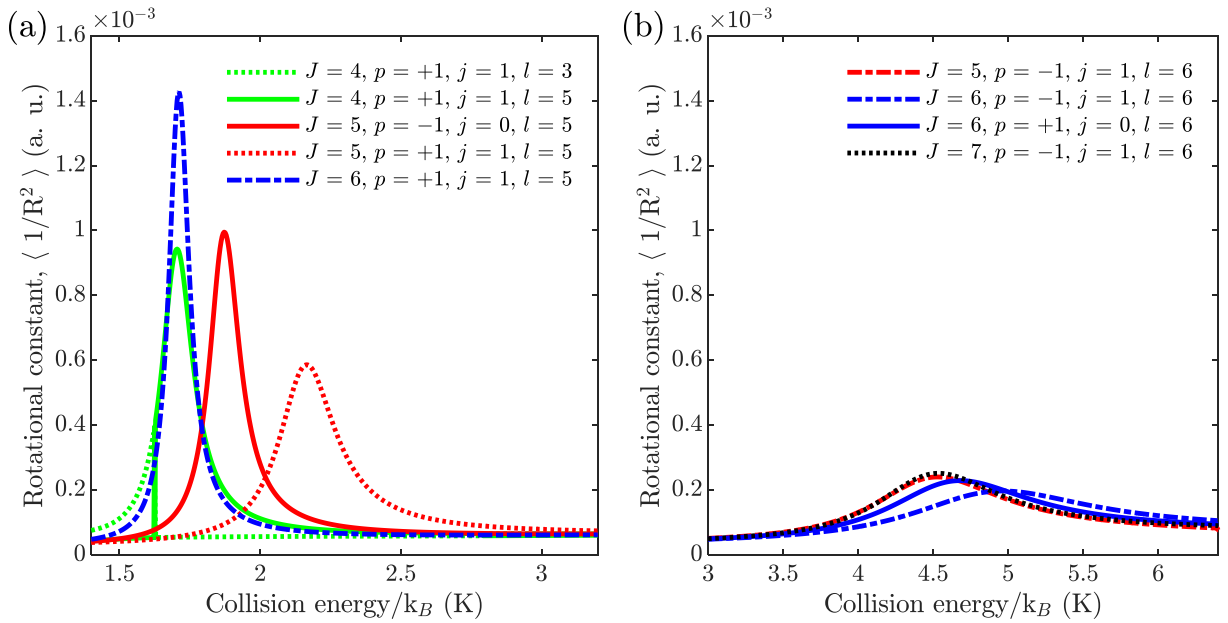 (a)
×10⁻³
1.6
1.4
1.2
1
0.8
0.6
0.4
0.2
0
Rotational constant, ⟨ 1/R² ⟩ (a. u.)
J = 4, p = +1, j = 1, l = 3
J = 4, p = +1, j = 1, l = 5
J = 5, p = −1, j = 0, l = 5
J = 5, p = +1, j = 1, l = 5
J = 6, p = +1, j = 1, l = 5
1.5 2 2.5 3
Collision energy/k_B (K)
(b)
×10⁻³
1.6
1.4
1.2
1
0.8
0.6
0.4
0.2
0
Rotational constant, ⟨ 1/R² ⟩ (a. u.)
J = 5, p = −1, j = 1, l = 6
J = 6, p = −1, j = 1, l = 6
J = 6, p = +1, j = 0, l = 6
J = 7, p = −1, j = 1, l = 6
3 3.5 4 4.5 5 5.5 6
Collision energy/k_B (K)